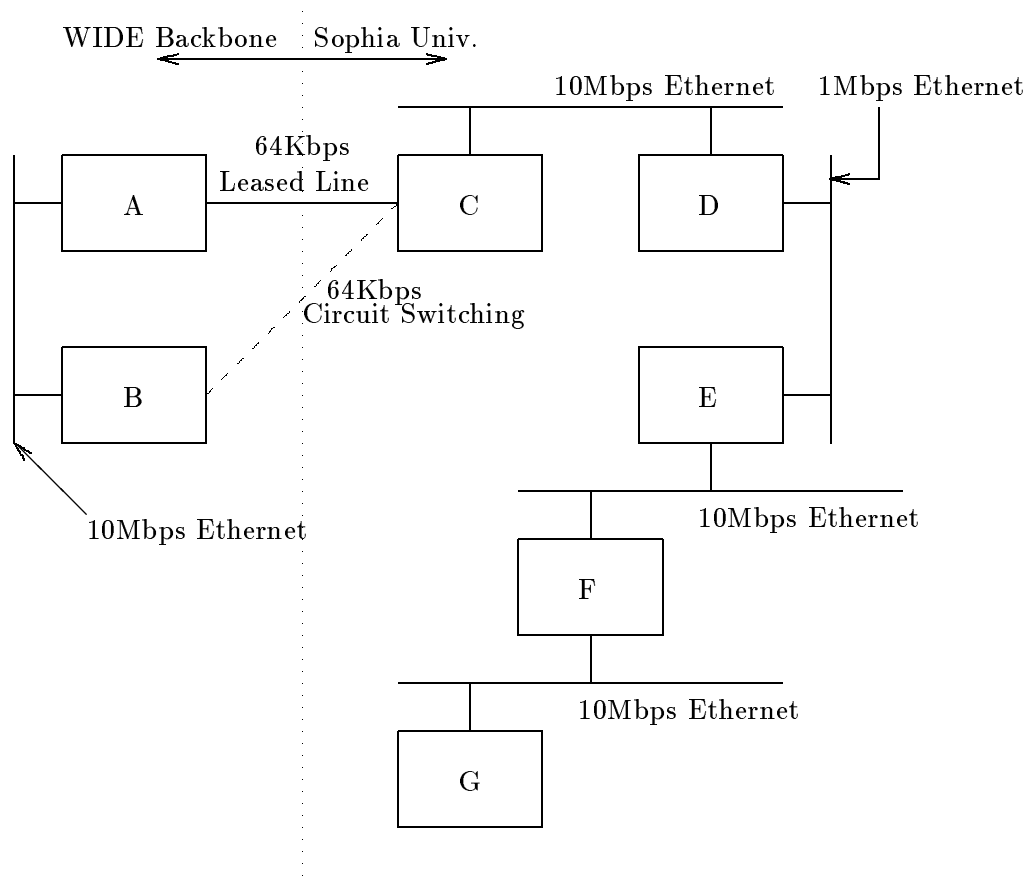 WIDE Backbone
Sophia Univ.
10Mbps Ethernet
1Mbps Ethernet
64Kbps
Leased Line
A
C
D
64Kbps
Circuit Switching
B
E
10Mbps Ethernet
10Mbps Ethernet
F
10Mbps Ethernet
G